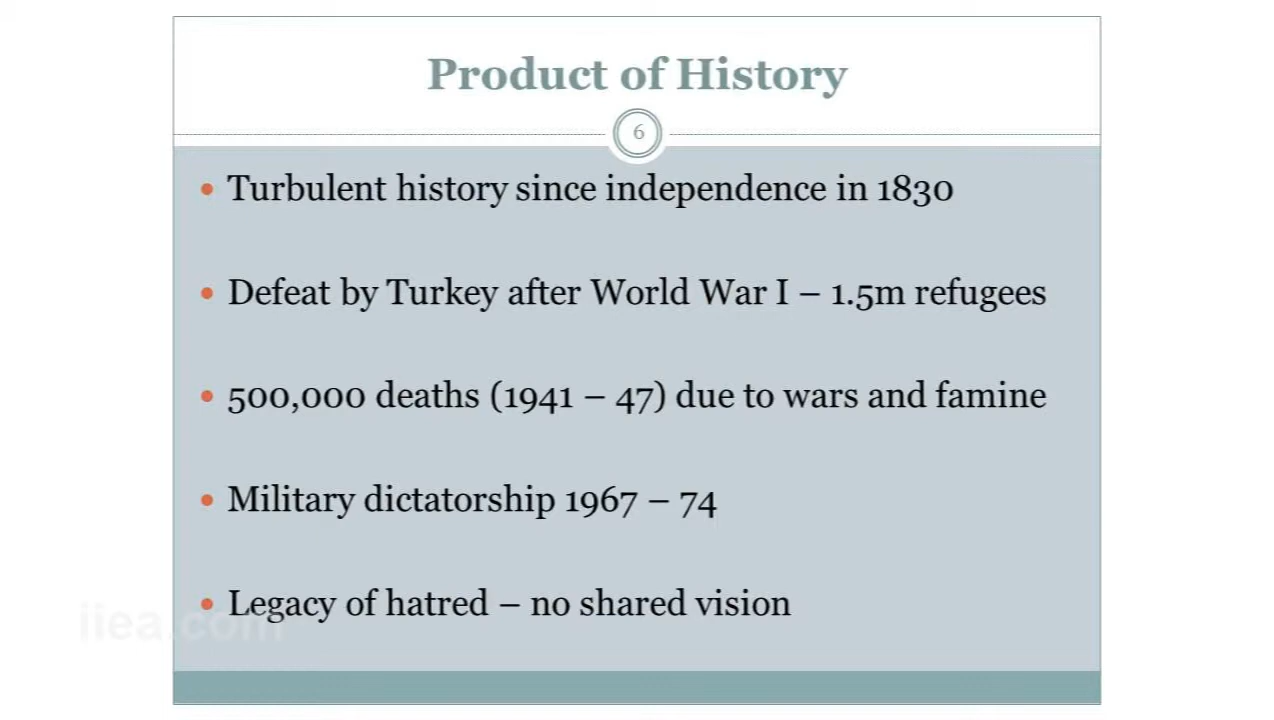 Product of History
6
• Turbulent history since independence in 1830
• Defeat by Turkey after World War I – 1.5m refugees
• 500,000 deaths (1941 – 47) due to wars and famine
• Military dictatorship 1967 – 74
• Legacy of hatred – no shared vision
iiea.com